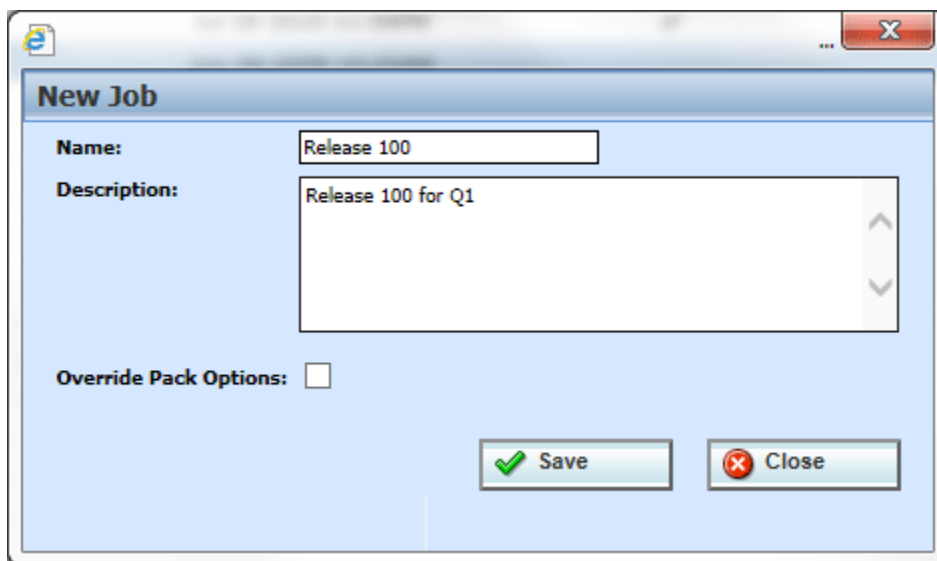 ...
New Job
Name: Release 100
Description: Release 100 for Q1
Override Pack Options:
Save Close